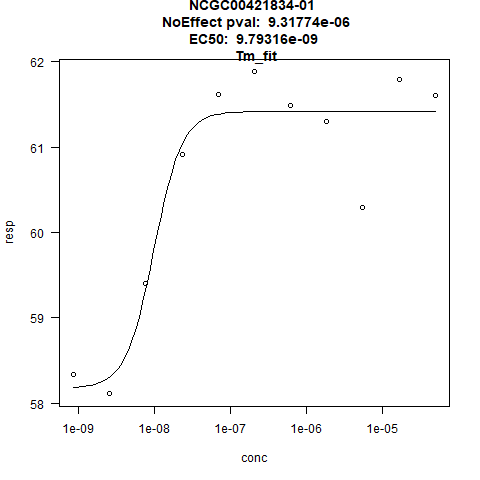 NCGC00421834-01
NoEffect pval: 9.31774e-06
EC50: 9.79316e-09
Tm_fit
62
61
60
59
58
resp
1e-09 1e-08 1e-07 1e-06 1e-05
conc